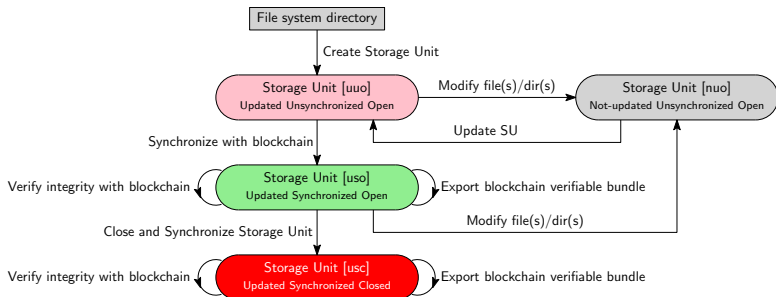 File system directory
Create Storage Unit
Storage Unit [uuo]
Updated Unsynchronized Open
Modify file(s)/dir(s)
Storage Unit [nuo]
Not-updated Unsynchronized Open
Update SU
Synchronize with blockchain
Verify integrity with blockchain
Storage Unit [uso]
Updated Synchronized Open
Export blockchain verifiable bundle
Modify file(s)/dir(s)
Close and Synchronize Storage Unit
Verify integrity with blockchain
Storage Unit [usc]
Updated Synchronized Closed
Export blockchain verifiable bundle